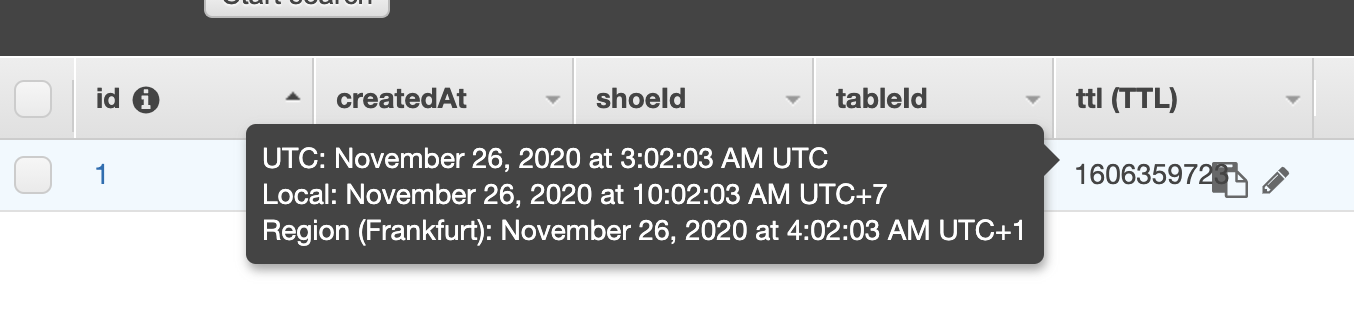 Start search
id
createdAt
shoeId
tableId
ttl (TTL)
1
UTC: November 26, 2020 at 3:02:03 AM UTC
Local: November 26, 2020 at 10:02:03 AM UTC+7
Region (Frankfurt): November 26, 2020 at 4:02:03 AM UTC+1
1606359723